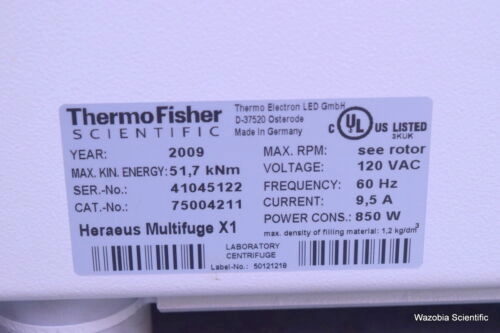 ThermoFisher
SCIENTIFIC
Thermo Electron LED GmbH
D-37520 Osterode
Made in Germany
C UL US LISTED
3KUK
YEAR: 2009
MAX. KIN. ENERGY: 51,7 kNm
SER.-No.: 41045122
CAT.-No.: 75004211
Heraeus Multifuge X1
MAX. RPM: see rotor
VOLTAGE: 120 VAC
FREQUENCY: 60 Hz
CURRENT: 9,5 A
POWER CONS.: 850 W
max. density of filling material: 1,2 kg/dm³
LABORATORY
CENTRIFUGE
Label-No.: 50121218
Wazobia Scientific